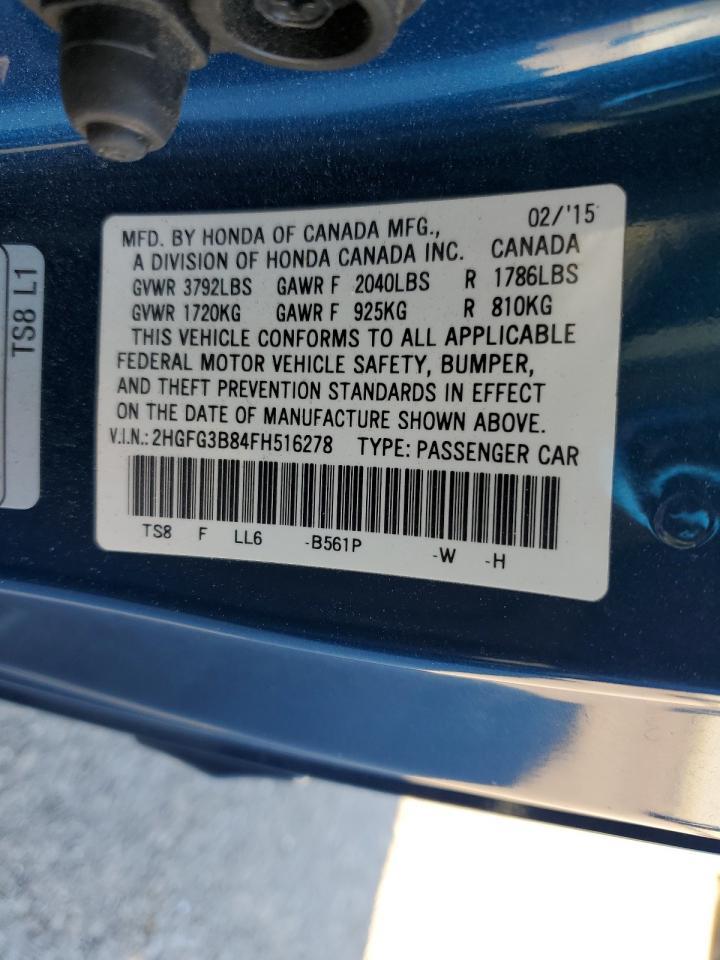 02/'15
MFD. BY HONDA OF CANADA MFG.,
A DIVISION OF HONDA CANADA INC. CANADA
GVWR 3792LBS GAWR F 2040LBS R 1786LBS
GVWR 1720KG GAWR F 925KG R 810KG
THIS VEHICLE CONFORMS TO ALL APPLICABLE
FEDERAL MOTOR VEHICLE SAFETY, BUMPER,
AND THEFT PREVENTION STANDARDS IN EFFECT
ON THE DATE OF MANUFACTURE SHOWN ABOVE.
V.I.N.: 2HGFG3B84FH516278 TYPE: PASSENGER CAR
TS8 F LL6 -B561P -W -H
TS8 L1